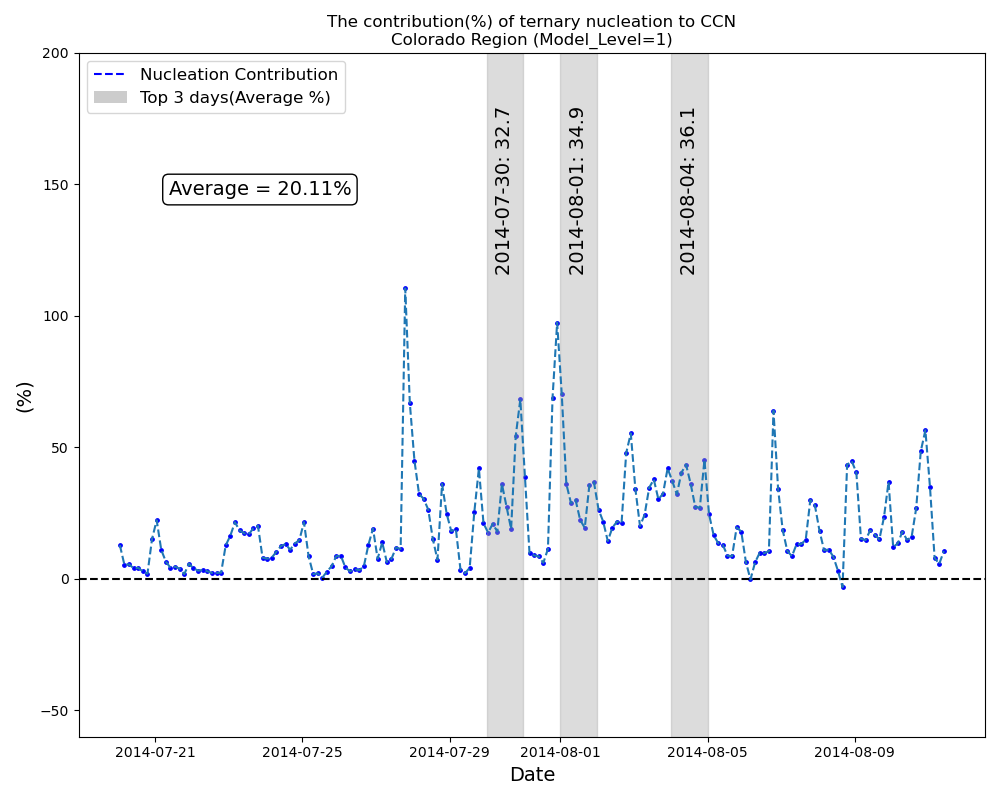 The contribution(%) of ternary nucleation to CCN
Colorado Region (Model_Level=1)
200
150
100
50
0
−50
(%)
Nucleation Contribution
Top 3 days(Average %)
Average = 20.11%
2014-07-30: 32.7
2014-08-01: 34.9
2014-08-04: 36.1
2014-07-21
2014-07-25
2014-07-29
2014-08-01
2014-08-05
2014-08-09
Date